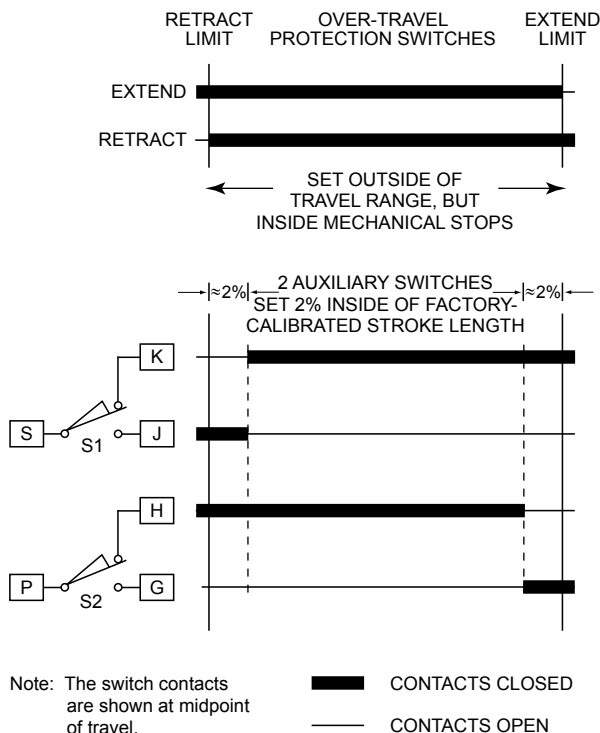 RETRACT
LIMIT
OVER-TRAVEL
PROTECTION SWITCHES
EXTEND
LIMIT
EXTEND
RETRACT
SET OUTSIDE OF
TRAVEL RANGE, BUT
INSIDE MECHANICAL STOPS
≈2%
2 AUXILIARY SWITCHES
SET 2% INSIDE OF FACTORY-
CALIBRATED STROKE LENGTH
≈2%
K
S
S1
J
H
P
S2
G
Note: The switch contacts
are shown at midpoint
of travel.
CONTACTS CLOSED
CONTACTS OPEN